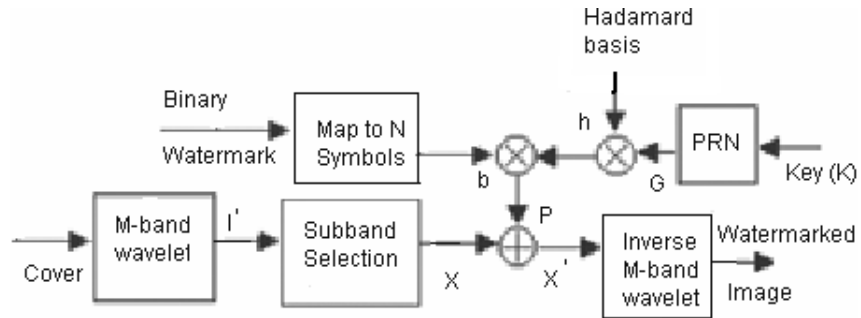 Hadamard
basis
Binary
Watermark
Map to N
Symbols
h
PRN
b
G
Key (K)
P
M-band
wavelet
I'
Subband
Selection
Cover
X
X'
Inverse
M-band
wavelet
Watermarked
Image